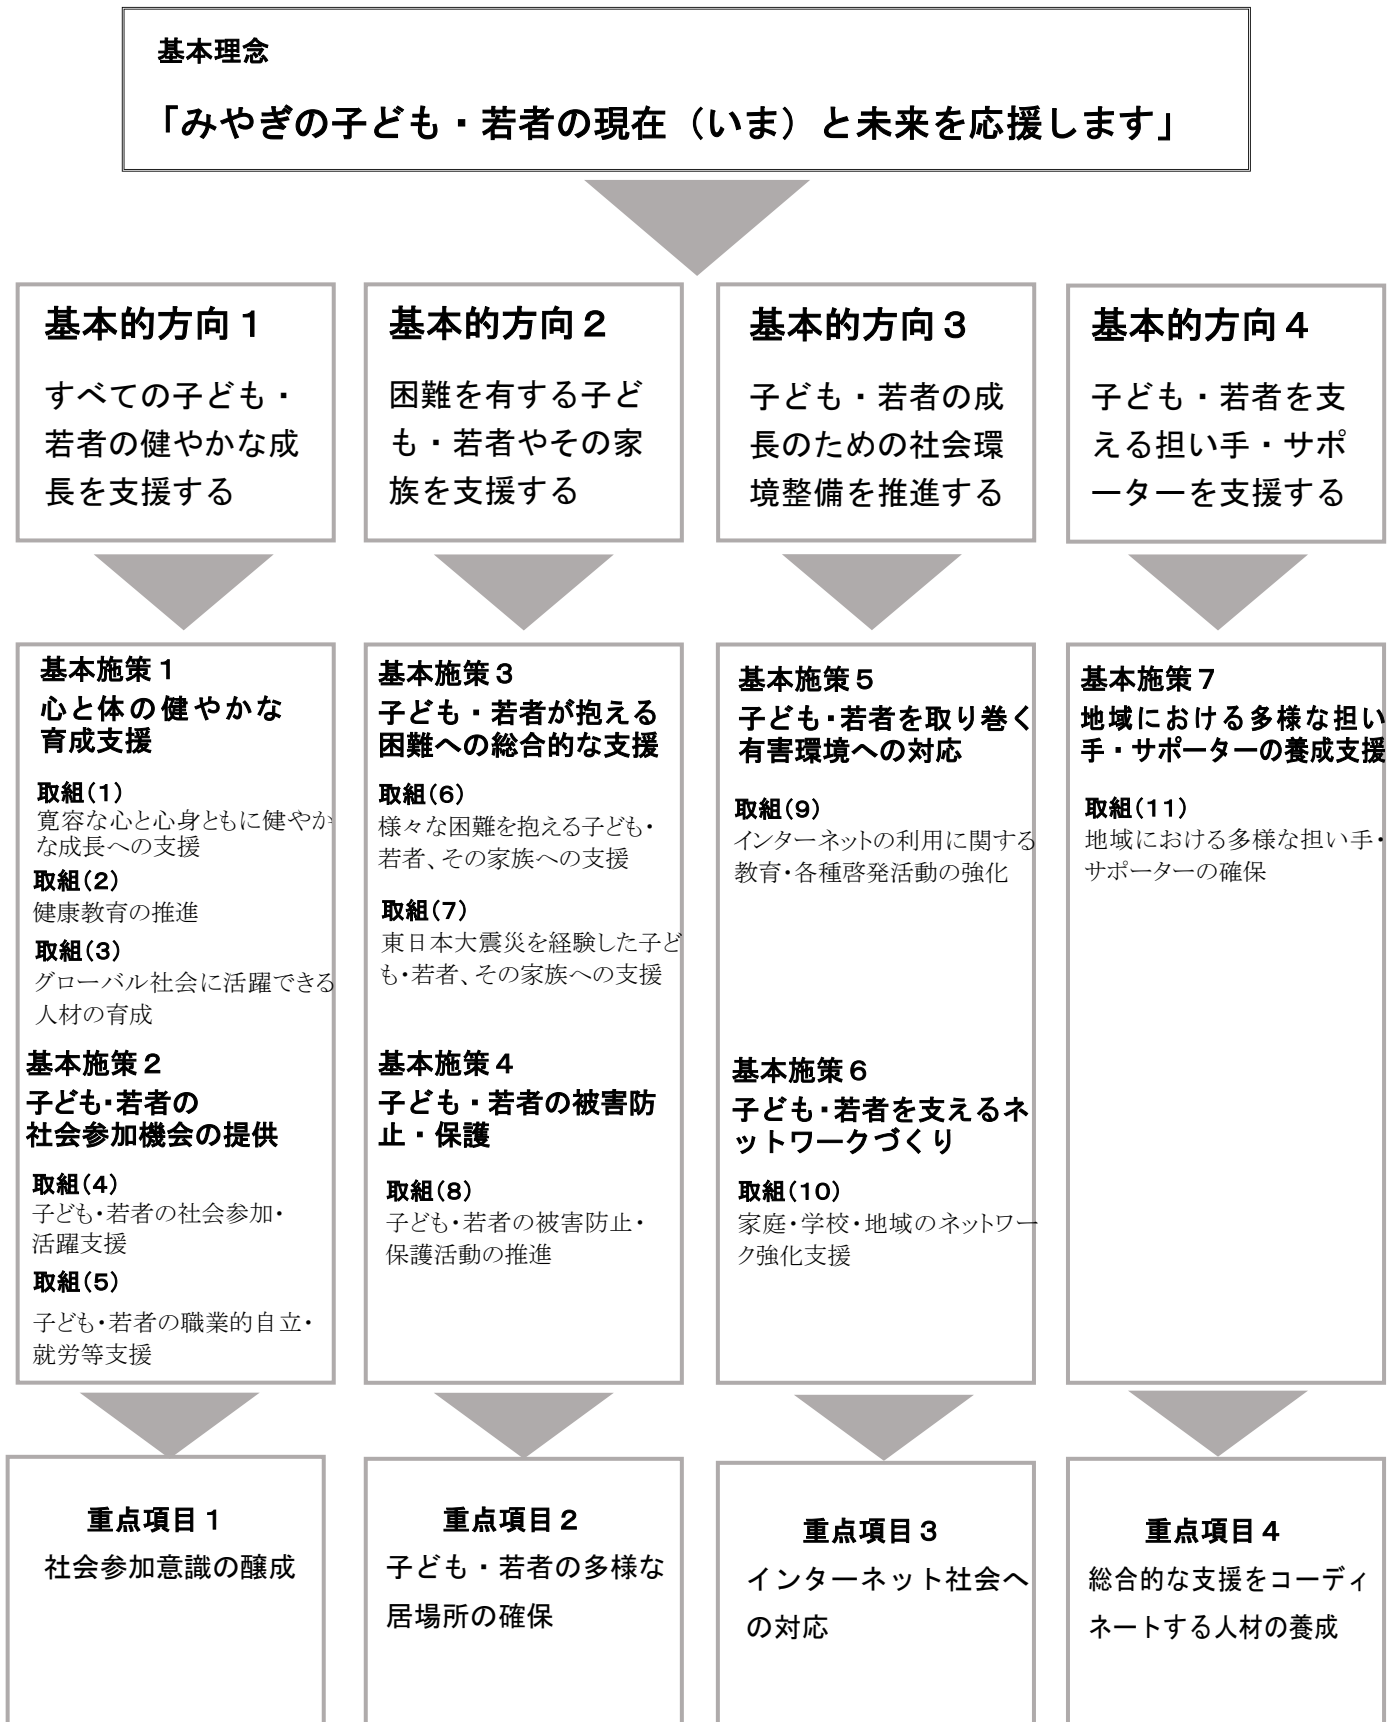 基本理念
「みやぎの子ども・若者の現在（いま）と未来を応援します」
基本的方向１
すべての子ども・
若者の健やかな成
長を支援する
基本的方向２
困難を有する子ど
も・若者やその家
族を支援する
基本的方向３
子ども・若者の成
長のための社会環
境整備を推進する
基本的方向４
子ども・若者を支
える担い手・サポ
ーターを支援する
基本施策１
心と体の健やかな
育成支援
取組(1)
寛容な心と心身ともに健やか
な成長への支援
取組(2)
健康教育の推進
取組(3)
グローバル社会に活躍できる
人材の育成
基本施策２
子ども・若者の
社会参加機会の提供
取組(4)
子ども・若者の社会参加・
活躍支援
取組(5)
子ども・若者の職業的自立・
就労等支援
基本施策３
子ども・若者が抱える
困難への総合的な支援
取組(6)
様々な困難を抱える子ども・
若者、その家族への支援
取組(7)
東日本大震災を経験した子ど
も・若者、その家族への支援
基本施策４
子ども・若者の被害防
止・保護
取組(8)
子ども・若者の被害防止・
保護活動の推進
基本施策５
子ども・若者を取り巻く
有害環境への対応
取組(9)
インターネットの利用に関する
教育・各種啓発活動の強化
基本施策６
子ども・若者を支えるネ
ットワークづくり
取組(10)
家庭・学校・地域のネットワー
ク強化支援
基本施策７
地域における多様な担い
手・サポーターの養成支援
取組(11)
地域における多様な担い手・
サポーターの確保
重点項目１
社会参加意識の醸成
重点項目２
子ども・若者の多様な
居場所の確保
重点項目３
インターネット社会へ
の対応
重点項目４
総合的な支援をコーディ
ネートする人材の養成